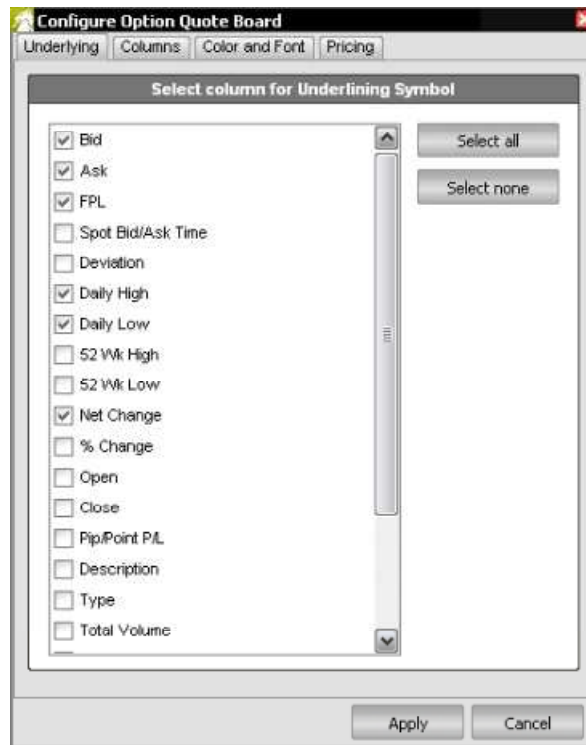 Configure Option Quote Board
Underlying Columns Color and Font Pricing
Select column for Underlining Symbol
Bid
Select all
Ask
Select none
FPL
Spot Bid/Ask Time
Deviation
Daily High
Daily Low
52 Wk High
52 Wk Low
Net Change
% Change
Open
Close
Pip/Point P/L
Description
Type
Total Volume
Apply Cancel